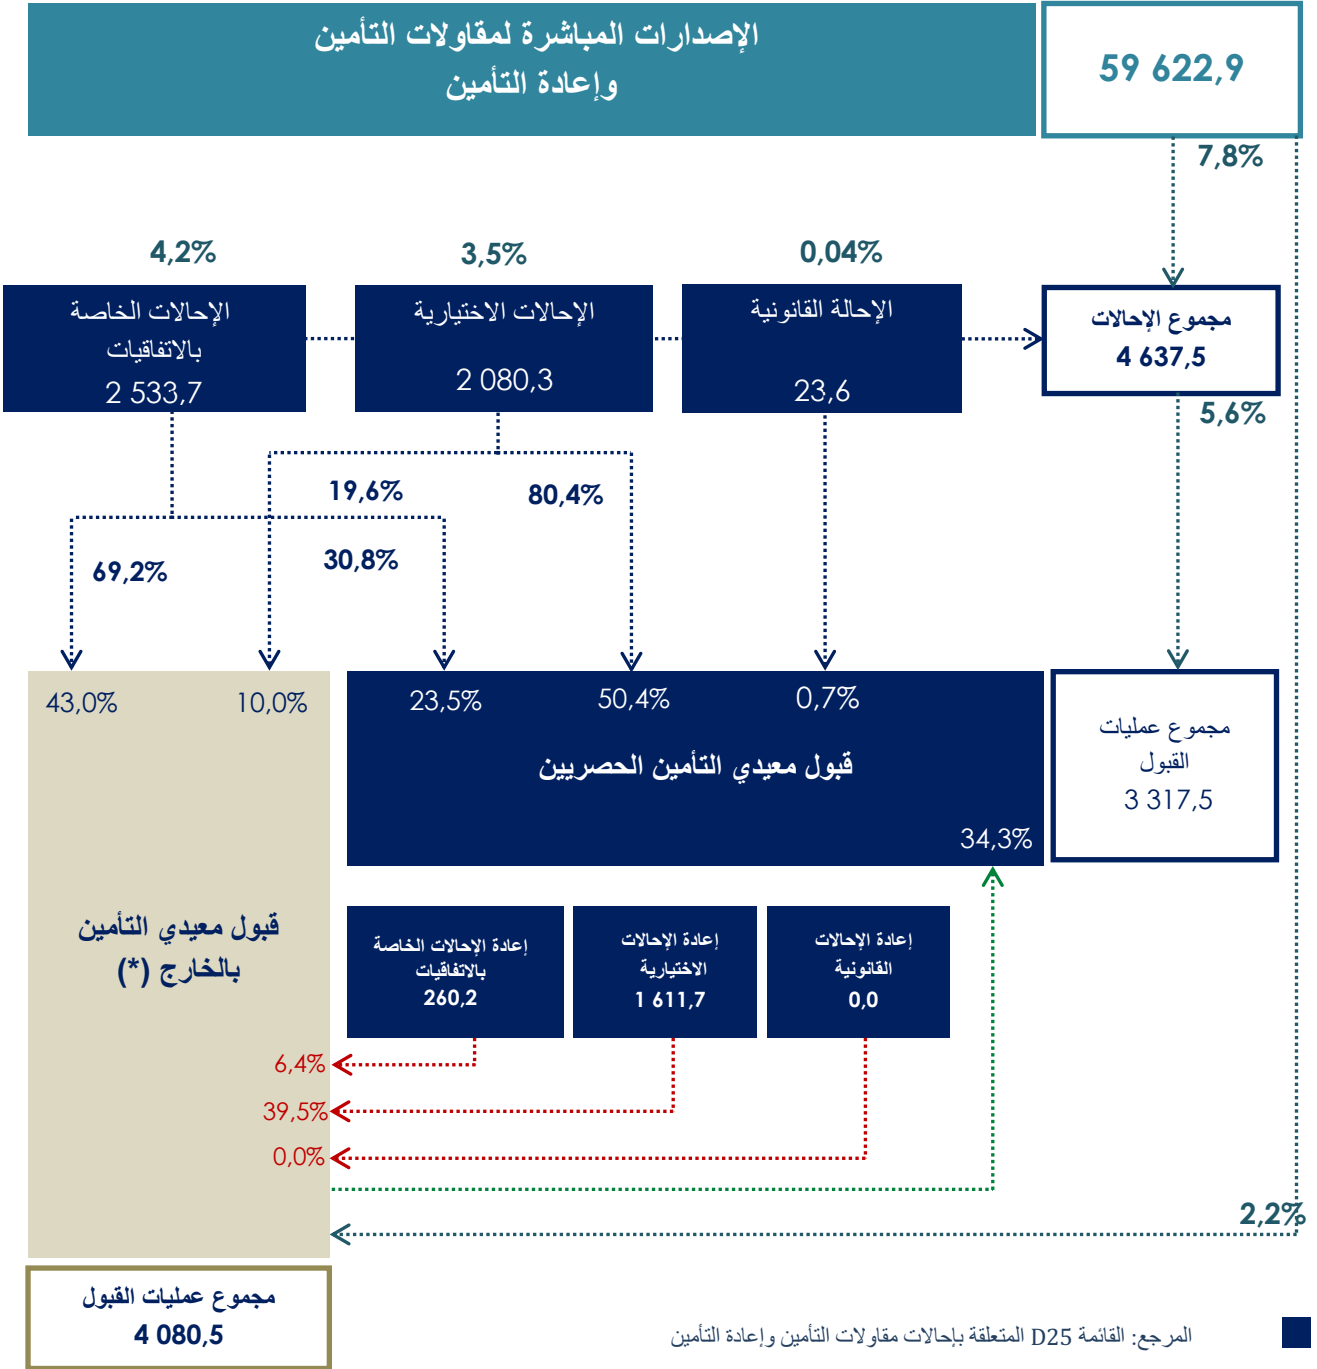 الإصدارات المباشرة لمقاولات التأمين
وإعادة التأمين
59 622,9
7,8%
0,04%
3,5%
4,2%
مجموع الإحالات
4 637,5
الإحالة القانونية
23,6
الإحالات الاختيارية
2 080,3
الإحالات الخاصة
بالاتفاقيات
2 533,7
5,6%
80,4%
19,6%
30,8%
69,2%
مجموع عمليات
القبول
3 317,5
0,7%
50,4%
23,5%
قبول معيدي التأمين الحصريين
34,3%
10,0%
43,0%
قبول معيدي التأمين
بالخارج (*)
إعادة الإحالات
القانونية
0,0
إعادة الإحالات
الاختيارية
1 611,7
إعادة الإحالات الخاصة
بالاتفاقيات
260,2
6,4%
39,5%
0,0%
2,2%
مجموع عمليات القبول
4 080,5
المرجع: القائمة D25 المتعلقة بإحالات مقاولات التأمين وإعادة التأمين